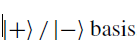 |+⟩ / |−⟩ basis